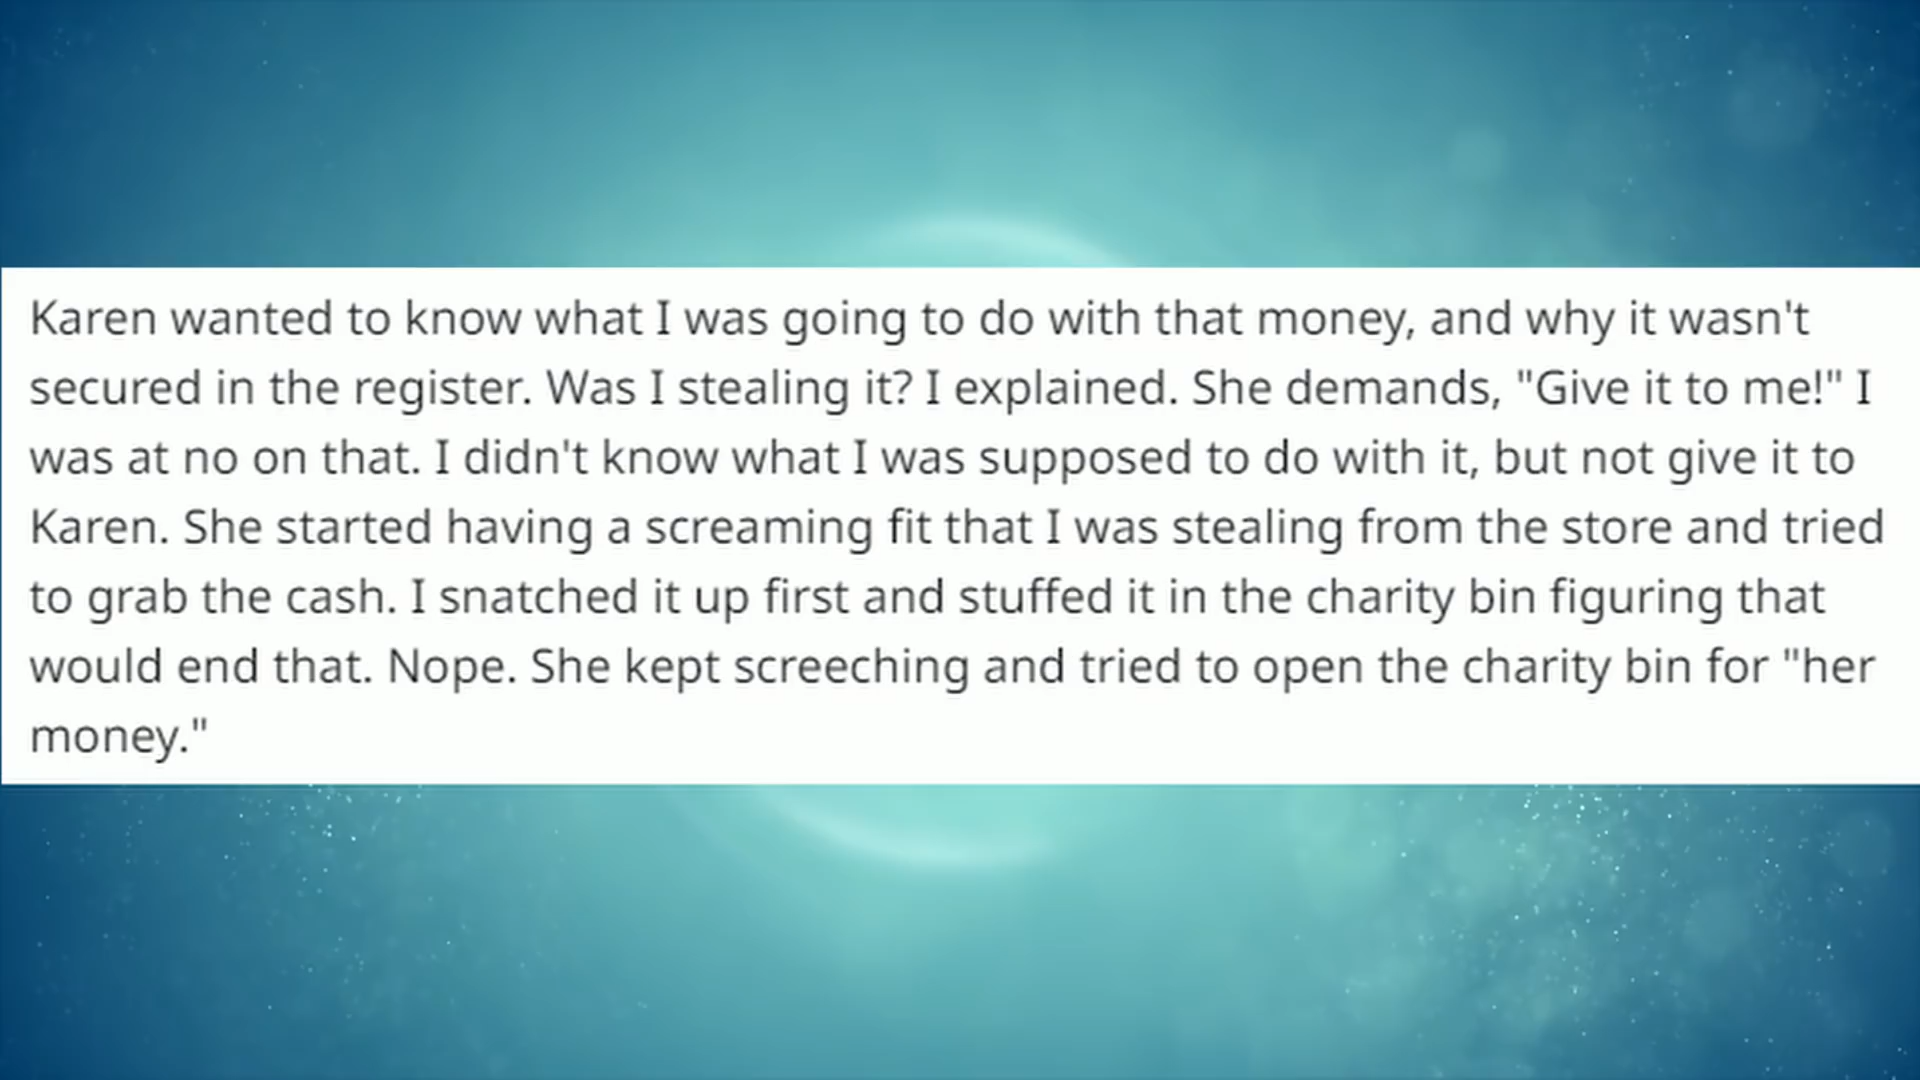 Karen wanted to know what I was going to do with that money, and why it wasn't
secured in the register. Was I stealing it? I explained. She demands, "Give it to me!" I
was at no on that. I didn't know what I was supposed to do with it, but not give it to
Karen. She started having a screaming fit that I was stealing from the store and tried
to grab the cash. I snatched it up first and stuffed it in the charity bin figuring that
would end that. Nope. She kept screeching and tried to open the charity bin for "her
money."